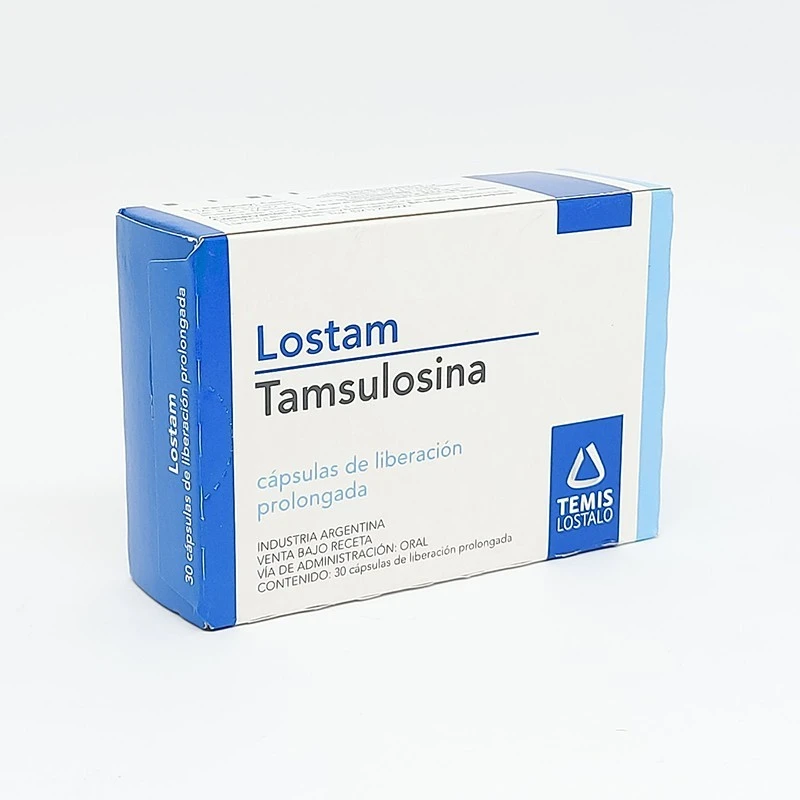 Lostam
Tamsulosina
cápsulas de liberación
prolongada
INDUSTRIA ARGENTINA
VENTA BAJO RECETA
VÍA DE ADMINISTRACIÓN: ORAL
CONTENIDO: 30 cápsulas de liberación prolongada
TEMIS
LOSTALO
Lostam
30 cápsulas de liberación prolongada